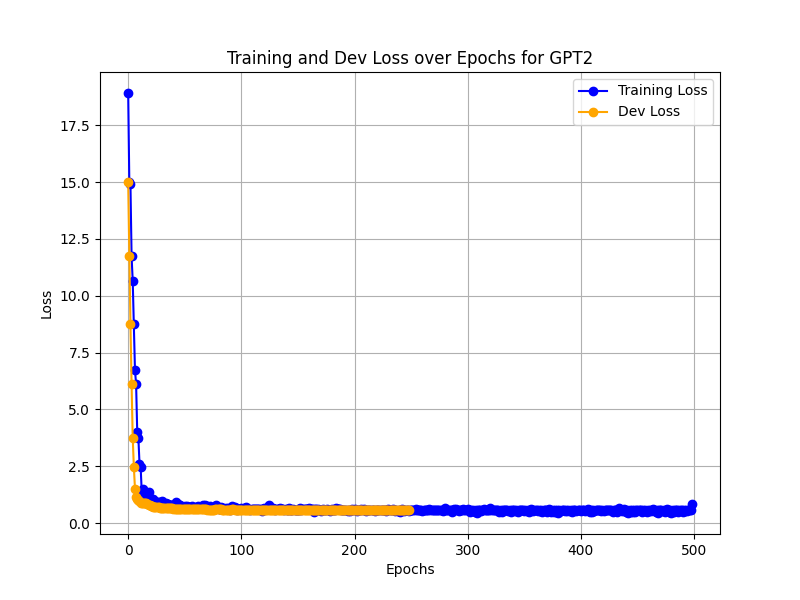 Training and Dev Loss over Epochs for GPT2
Training Loss
Dev Loss
17.5
15.0
12.5
10.0
7.5
5.0
2.5
0.0
Loss
0
100
200
300
400
500
Epochs